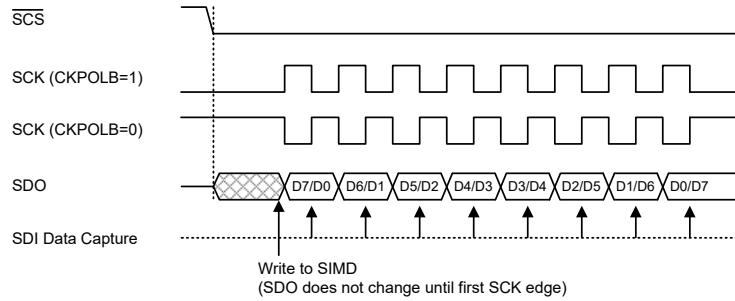 SCS
SCK (CKPOLB=1)
SCK (CKPOLB=0)
SDO
D7/D0 D6/D1 D5/D2 D4/D3 D3/D4 D2/D5 D1/D6 D0/D7
SDI Data Capture
Write to SIMD
(SDO does not change until first SCK edge)